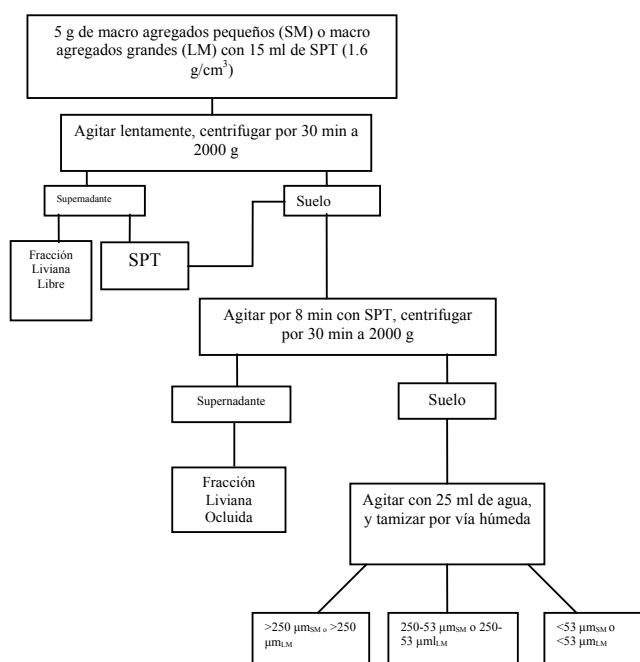 5 g de macro agregados pequeños (SM) o macro
agregados grandes (LM) con 15 ml de SPT (1.6
g/cm³)
Agitar lentamente, centrifugar por 30 min a
2000 g
Supernadante
Suelo
Fracción
Liviana
Libre
SPT
Agitar por 8 min con SPT, centrifugar
por 30 min a 2000 g
Supernadante
Suelo
Fracción
Liviana
Ocluida
Agitar con 25 ml de agua,
y tamizar por vía húmeda
>250 µmSM o >250
µmLM
250-53 µmSM o 250-
53 µmlLM
<53 µmSM o
<53 µmLM